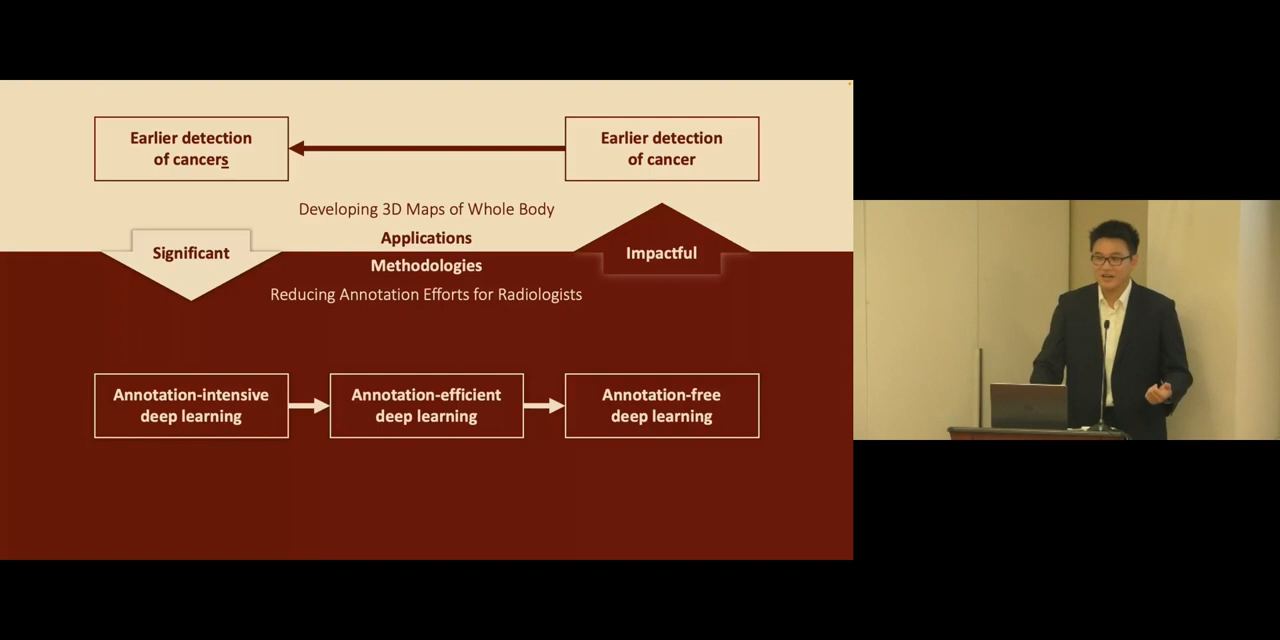 Earlier detection
of cancers
Earlier detection
of cancer
Developing 3D Maps of Whole Body
Applications
Significant
Impactful
Methodologies
Reducing Annotation Efforts for Radiologists
Annotation-intensive
deep learning
Annotation-efficient
deep learning
Annotation-free
deep learning